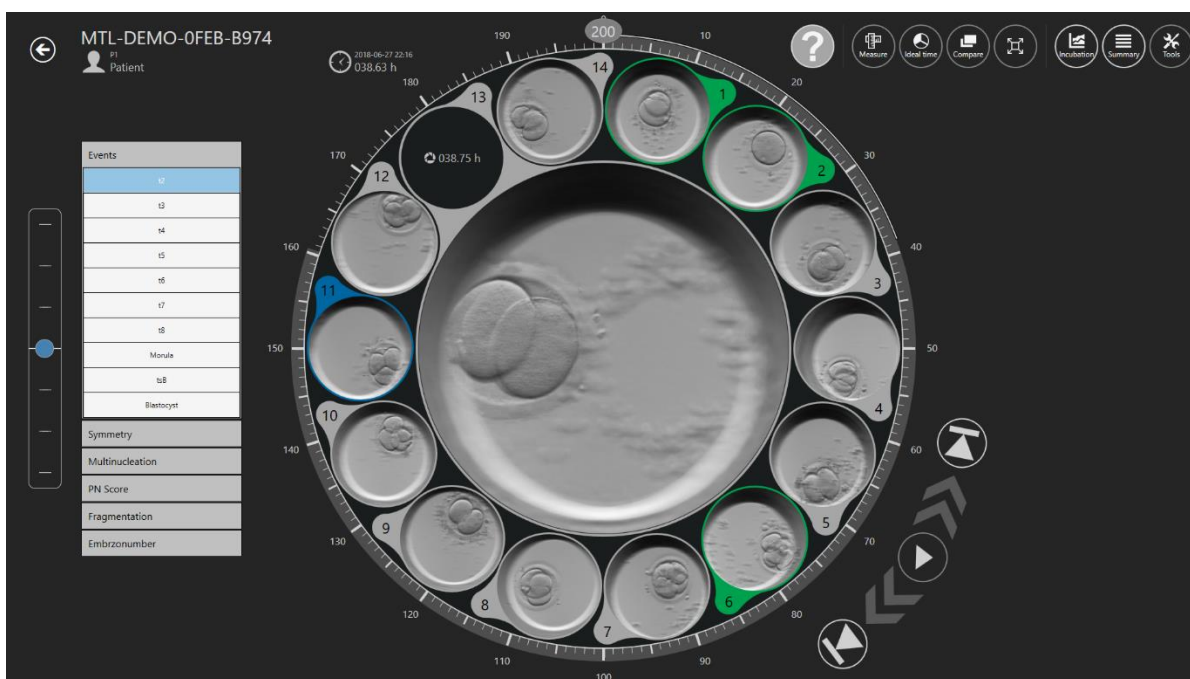 MTL-DEMO-0FEB-B974
P1
Patient
2018-06-27 22:16
038.63 h
?
Measure
Ideal time
Compare
Incubation
Summary
Tools
Events
t2
t3
t4
t5
t6
t7
t8
Morula
tsB
Blastocyst
Symmetry
Multinucleation
PN Score
Fragmentation
Embrzonumber
200
10
20
30
40
50
60
70
80
90
100
110
120
130
140
150
160
170
180
190
1
2
3
4
5
6
7
8
9
10
11
12
13
14
038.75 h